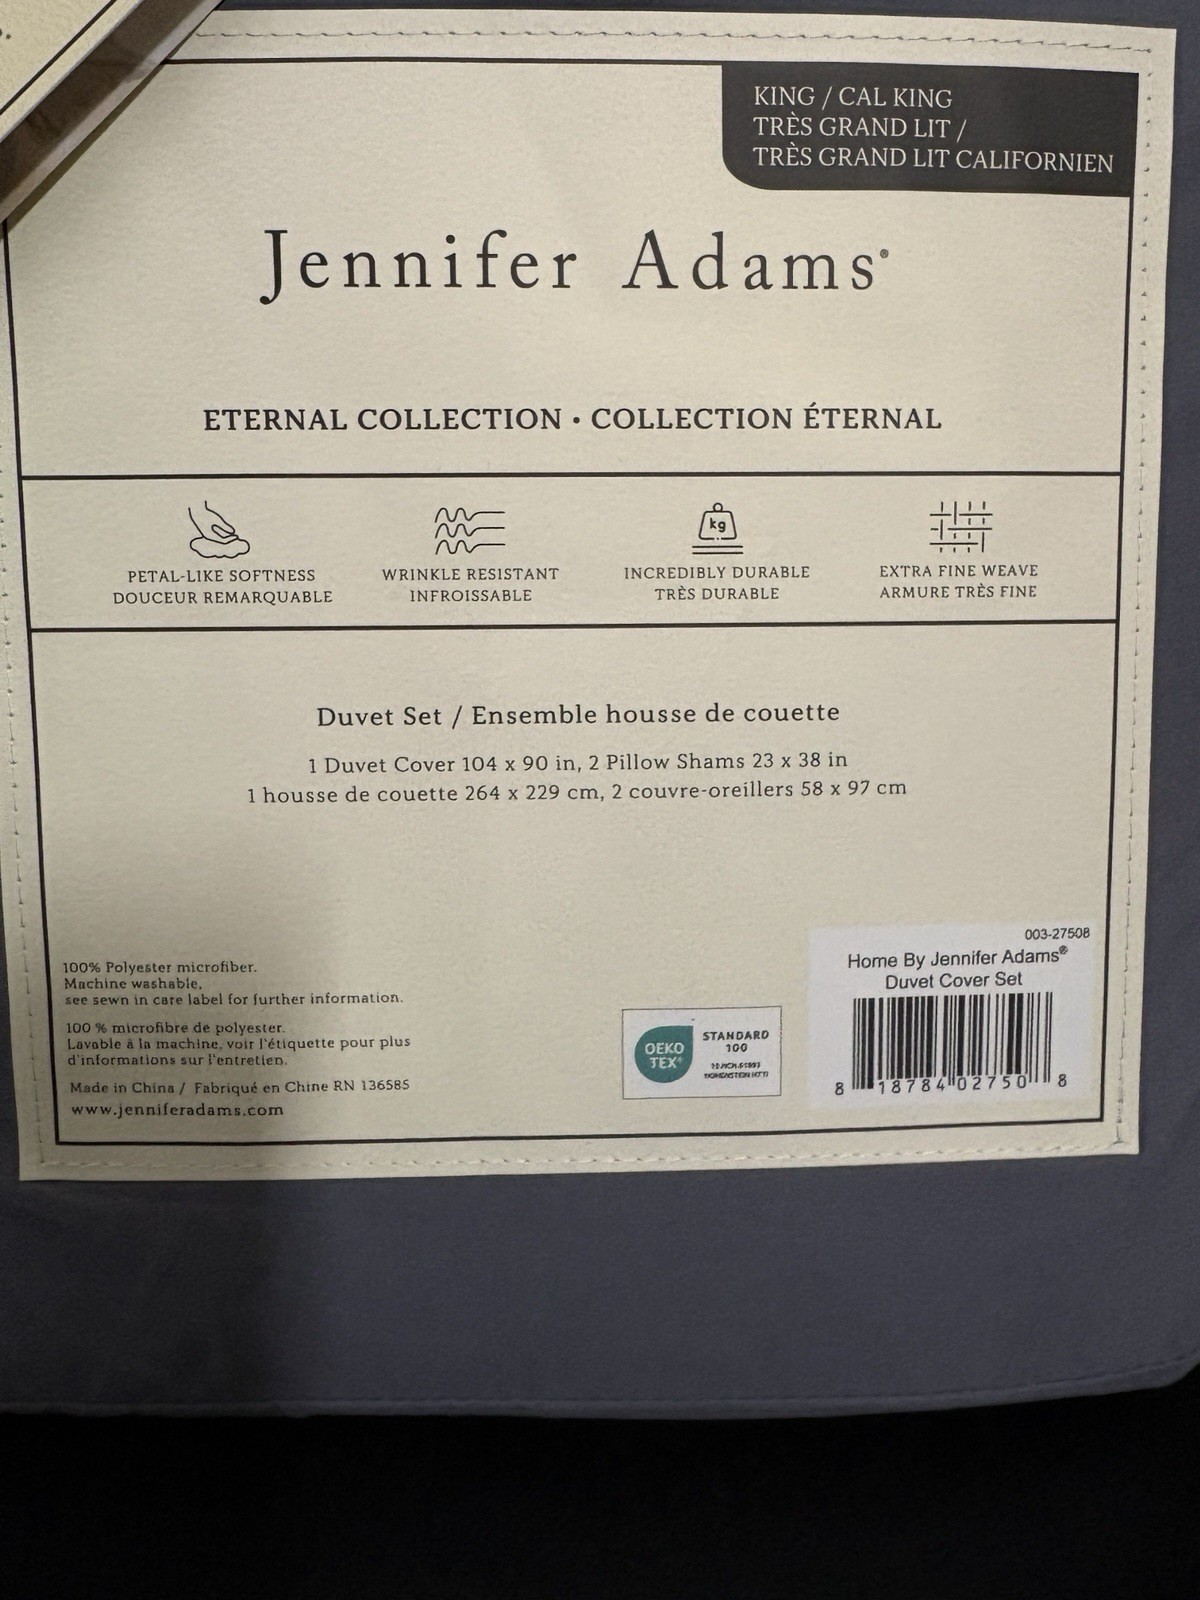 KING / CAL KING
TRÈS GRAND LIT /
TRÈS GRAND LIT CALIFORNIEN
Jennifer Adams®
ETERNAL COLLECTION • COLLECTION ÉTERNAL
kg
PETAL-LIKE SOFTNESS
DOUCEUR REMARQUABLE
WRINKLE RESISTANT
INFROISSABLE
INCREDIBLY DURABLE
TRÈS DURABLE
EXTRA FINE WEAVE
ARMURE TRÈS FINE
Duvet Set / Ensemble housse de couette
1 Duvet Cover 104 x 90 in, 2 Pillow Shams 23 x 38 in
1 housse de couette 264 x 229 cm, 2 couvre-oreillers 58 x 97 cm
100% Polyester microfiber.
Machine washable,
see sewn in care label for further information.
100 % microfibre de polyester.
Lavable à la machine, voir l'étiquette pour plus
d'informations sur l'entretien.
Made in China / Fabriqué en Chine RN 136585
www.jenniferadams.com
OEKO
TEX®
STANDARD
100
003-27508
Home By Jennifer Adams®
Duvet Cover Set
8 18784 02750 8